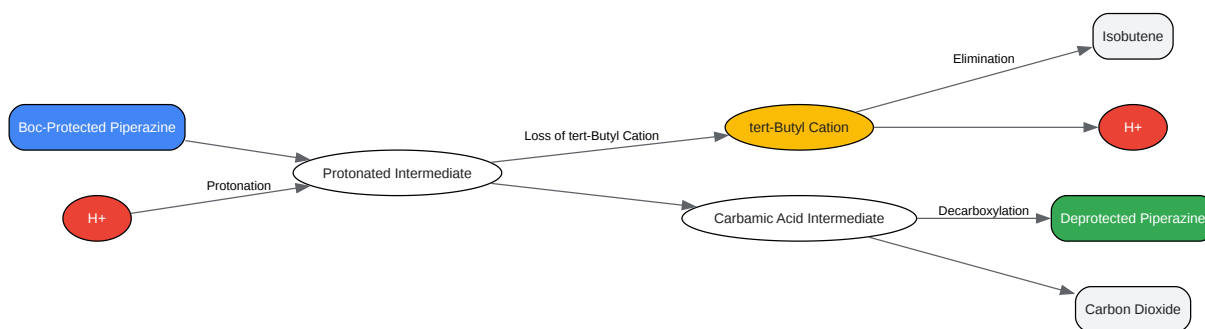 Isobutene
Elimination
Boc-Protected Piperazine
Loss of tert-Butyl Cation
tert-Butyl Cation
H+
Protonated Intermediate
Protonation
H+
Carbamic Acid Intermediate
Decarboxylation
Deprotected Piperazine
Carbon Dioxide